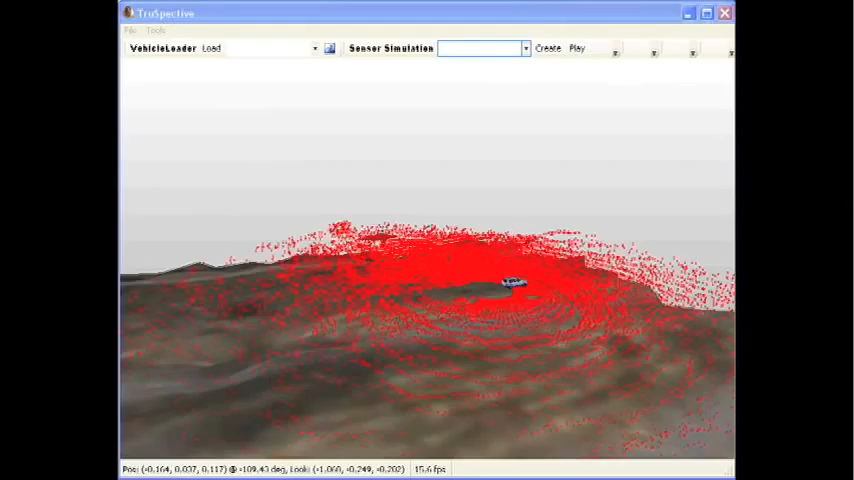 TruSpective
File Tools
VehicleLoader Load Sensor Simulation Create Play
Pos: (-0.164, 0.037, 0.117) @ -109.43 deg, Look: (-1.060, -0.249, -0.202) 15.6 fps